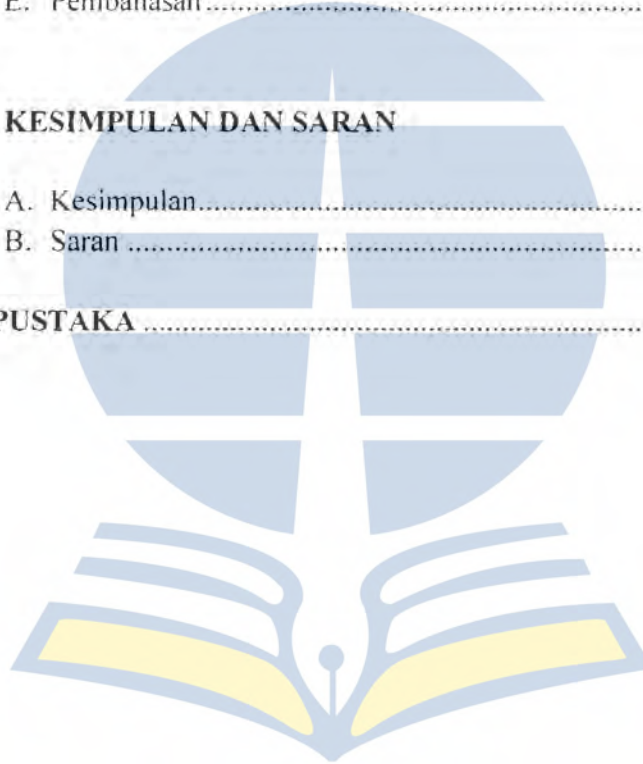 E. Pembahasan..........
KESIMPULAN DAN SARAN
A. Kesimpulan..........
B. Saran ..........
PUSTAKA ..........